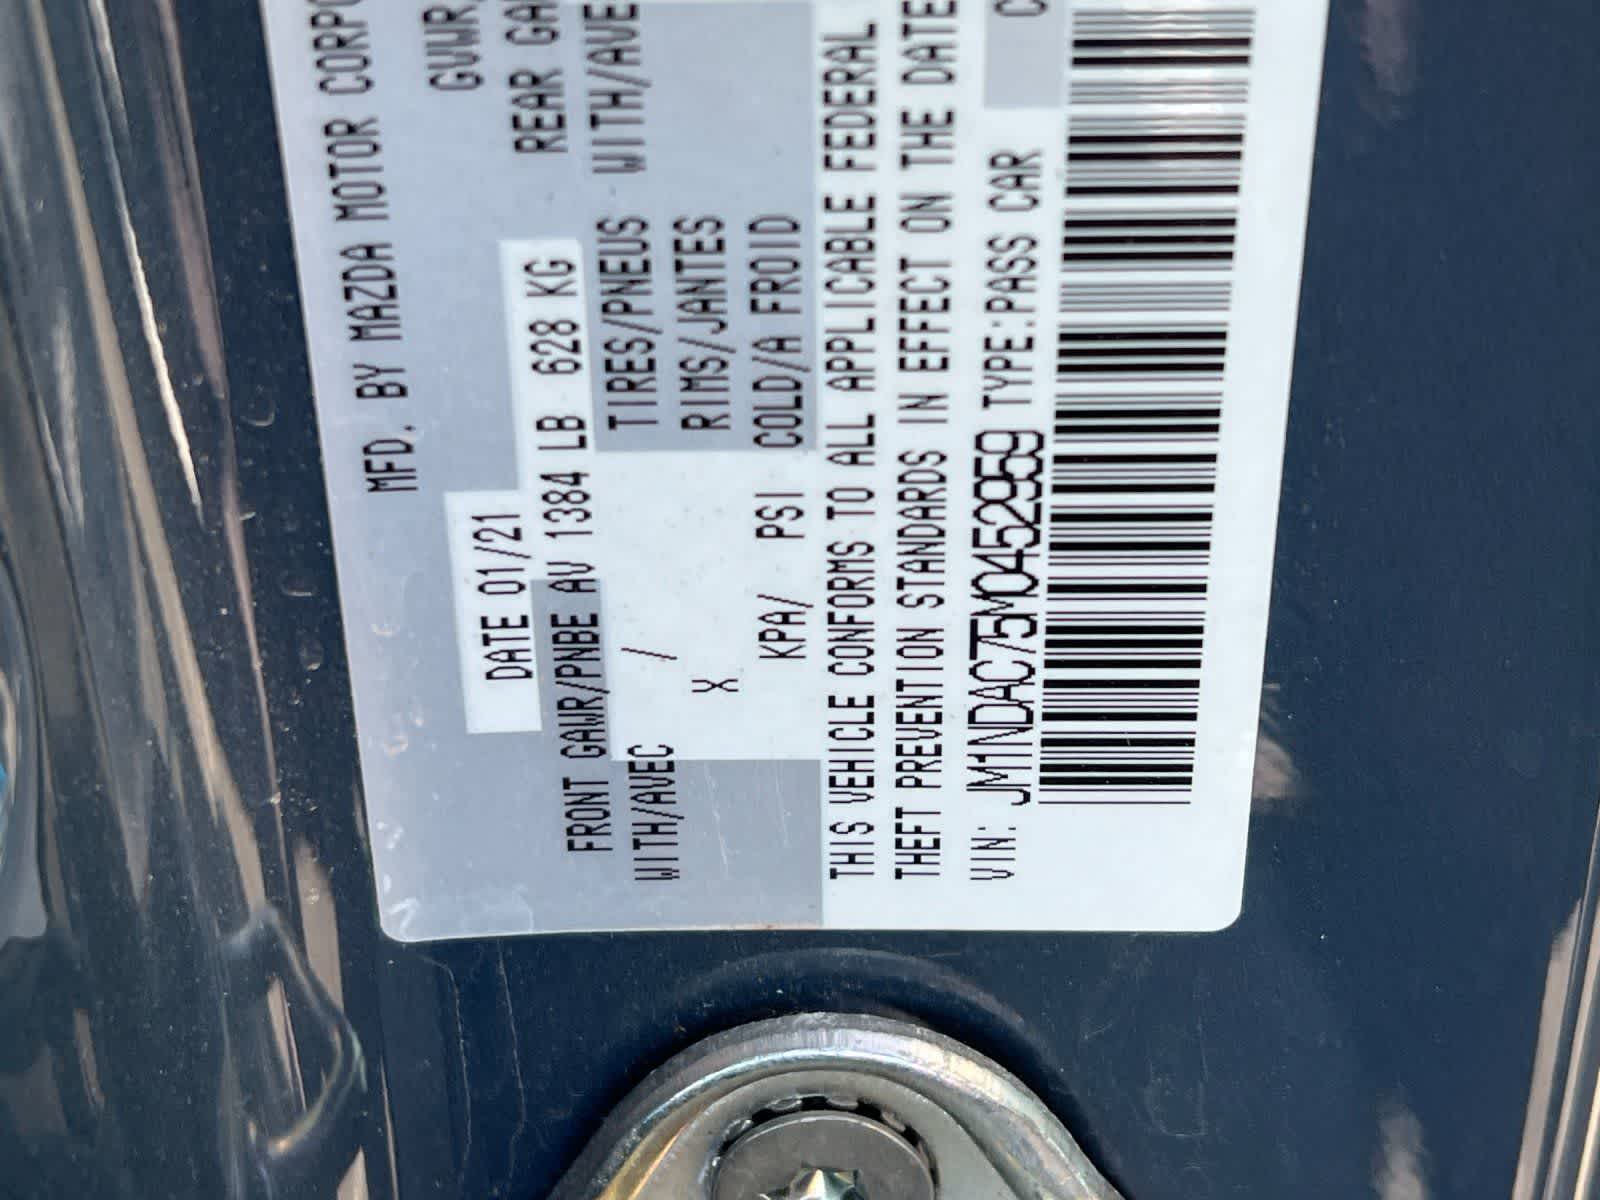 MFD. BY MAZDA MOTOR CORPO
DATE 01/21
GVWR/
FRONT GAWR/PNBE AV 1384 LB 628 KG
REAR GA
WITH/AVEC / TIRES/PNEUS WITH/AVE
X RIMS/JANTES
KPA/ PSI COLD/A FROID
THIS VEHICLE CONFORMS TO ALL APPLICABLE FEDERAL
THEFT PREVENTION STANDARDS IN EFFECT ON THE DATE
VIN: JM1NDAC75M0452959 TYPE:PASS CAR C